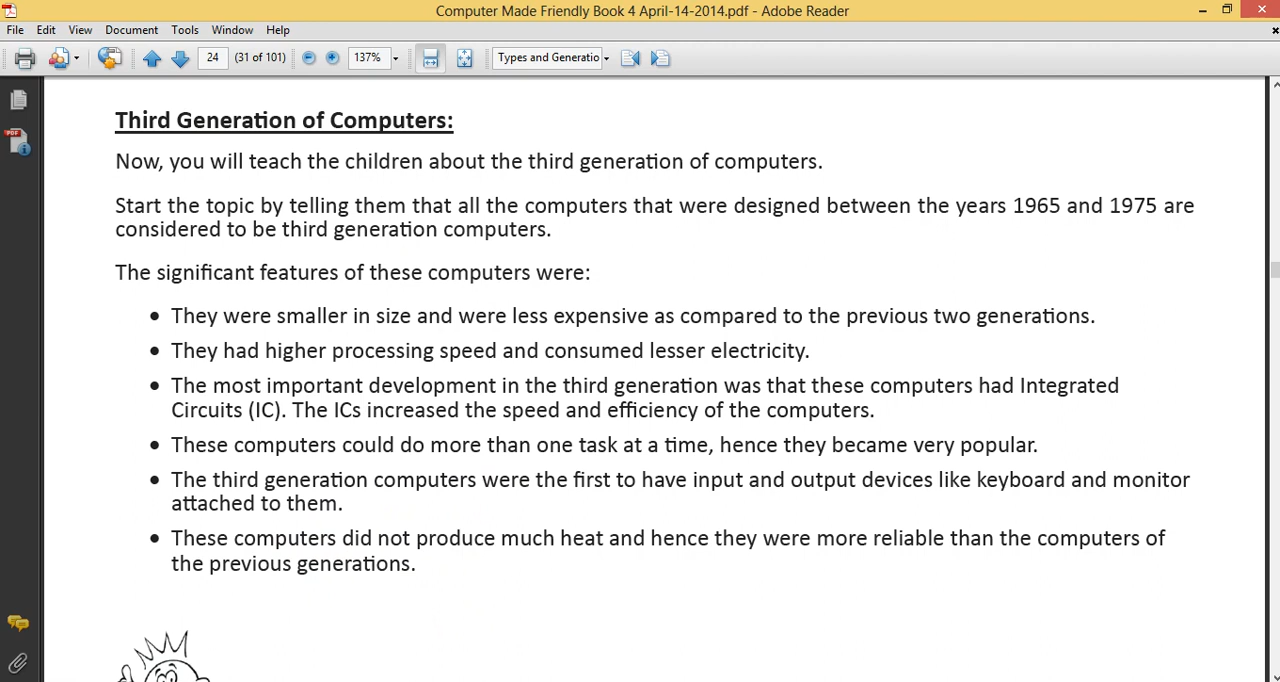 Computer Made Friendly Book 4 April-14-2014.pdf - Adobe Reader
File Edit View Document Tools Window Help
24 (31 of 101) 137% Types and Generatio
Third Generation of Computers:
Now, you will teach the children about the third generation of computers.
Start the topic by telling them that all the computers that were designed between the years 1965 and 1975 are
considered to be third generation computers.
The significant features of these computers were:
• They were smaller in size and were less expensive as compared to the previous two generations.
• They had higher processing speed and consumed lesser electricity.
• The most important development in the third generation was that these computers had Integrated
Circuits (IC). The ICs increased the speed and efficiency of the computers.
• These computers could do more than one task at a time, hence they became very popular.
• The third generation computers were the first to have input and output devices like keyboard and monitor
attached to them.
• These computers did not produce much heat and hence they were more reliable than the computers of
the previous generations.